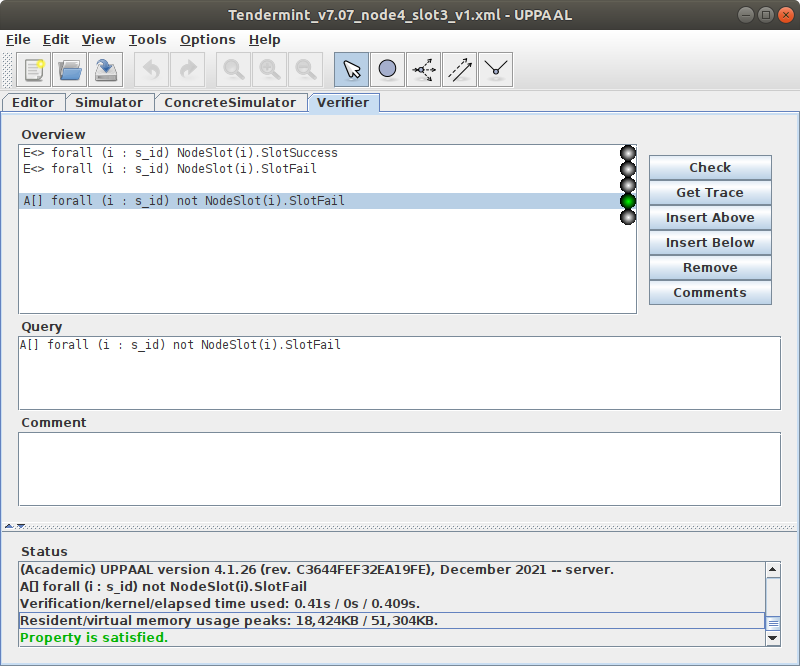 Tendermint_v7.07_node4_slot3_v1.xml - UPPAAL
File Edit View Tools Options Help
Editor Simulator ConcreteSimulator Verifier
Overview
E<> forall (i : s_id) NodeSlot(i).SlotSuccess
E<> forall (i : s_id) NodeSlot(i).SlotFail
A[] forall (i : s_id) not NodeSlot(i).SlotFail
Check
Get Trace
Insert Above
Insert Below
Remove
Comments
Query
A[] forall (i : s_id) not NodeSlot(i).SlotFail
Comment
Status
(Academic) UPPAAL version 4.1.26 (rev. C3644FEF32EA19FE), December 2021 -- server.
A[] forall (i : s_id) not NodeSlot(i).SlotFail
Verification/kernel/elapsed time used: 0.41s / 0s / 0.409s.
Resident/virtual memory usage peaks: 18,424KB / 51,304KB.
Property is satisfied.